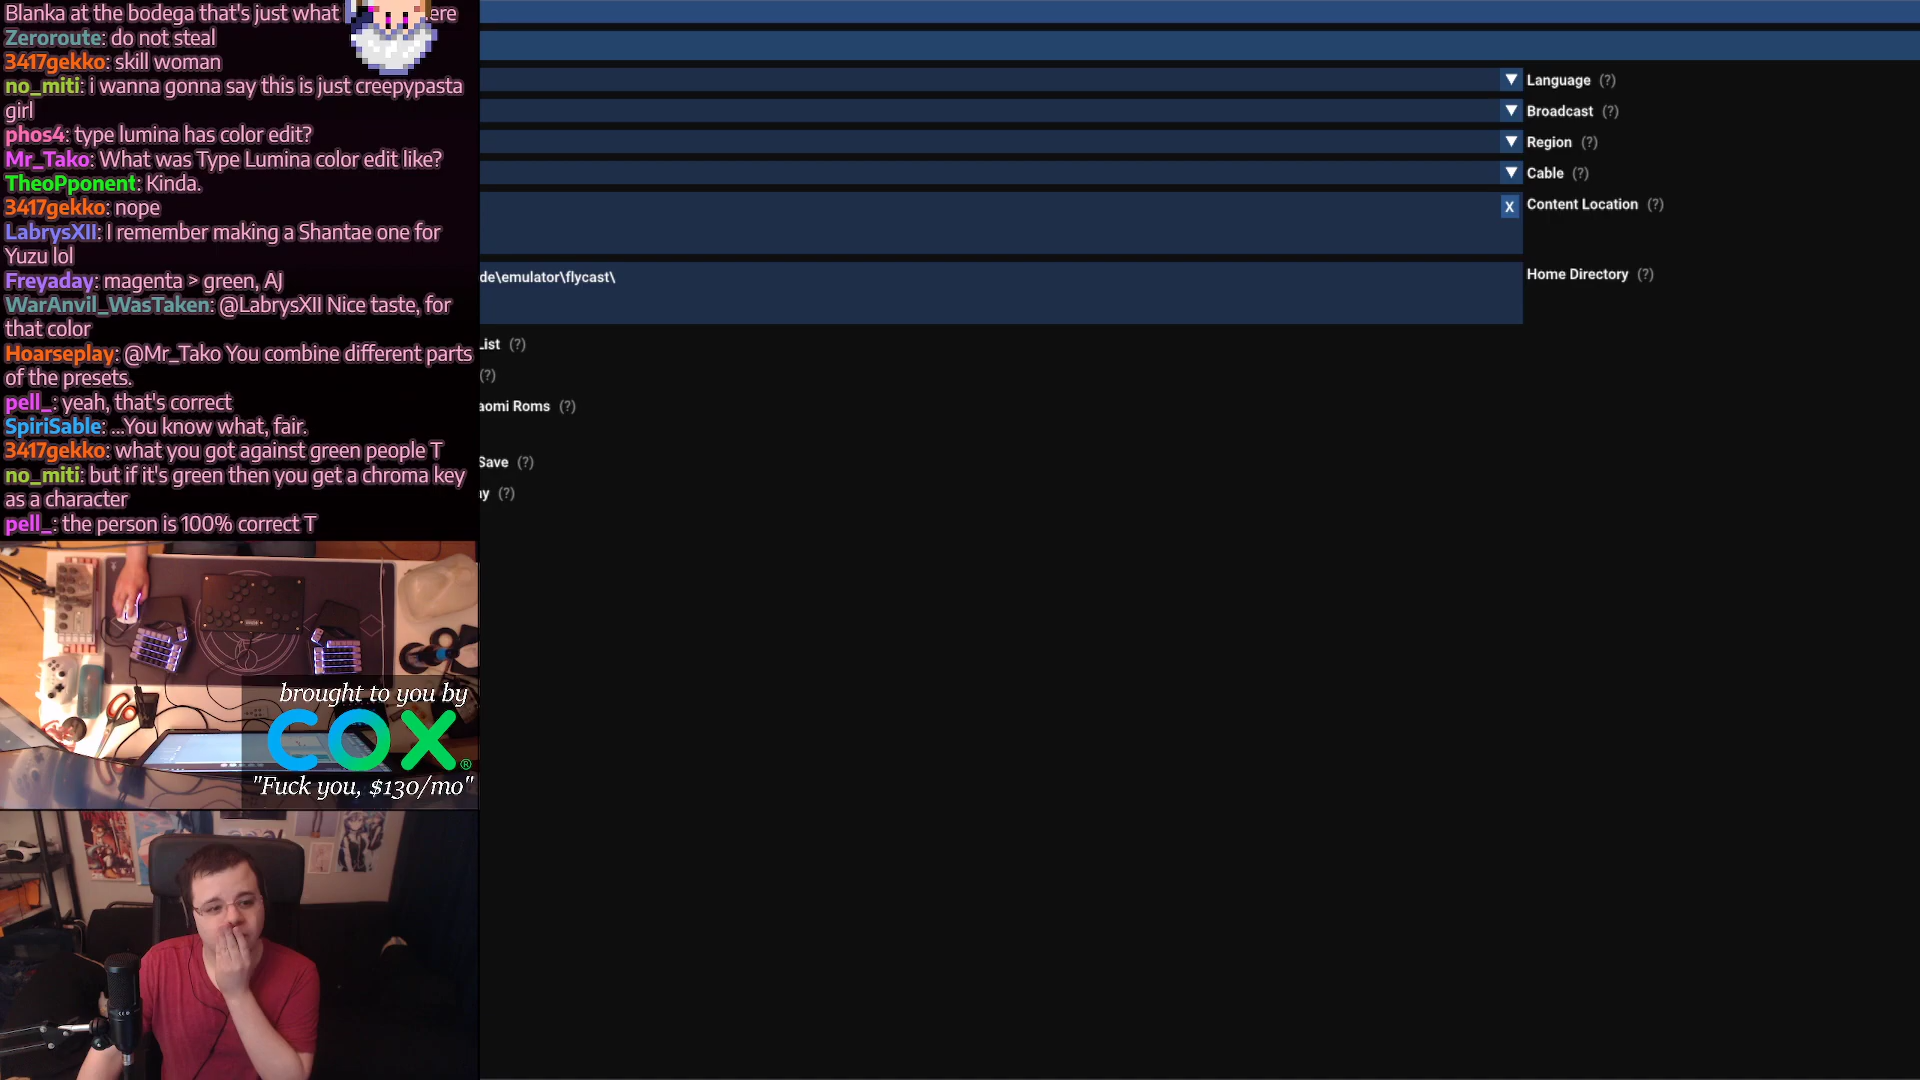 Blanka at the bodega that's just what
ere
Zeroroute: do not steal
3417gekko: skill woman
no_miti: i wanna gonna say this is just creepypasta
girl
phos4: type lumina has color edit?
Mr_Tako: What was Type Lumina color edit like?
TheoPponent: Kinda.
3417gekko: nope
LabrysXII: I remember making a Shantae one for
Yuzu lol
Freyaday: magenta > green, AJ
WarAnvil_WasTaken: @LabrysXII Nice taste, for
that color
Hoarseplay: @Mr_Tako You combine different parts
of the presets.
pell_: yeah, that's correct
SpiriSable: ...You know what, fair.
3417gekko: what you got against green people T
no_miti: but if it's green then you get a chroma key
as a character
pell_: the person is 100% correct T
brought to you by
COX®
"Fuck you, $130/mo"
Language (?)
Broadcast (?)
Region (?)
Cable (?)
X Content Location (?)
de\emulator\flycast\ Home Directory (?)
List (?)
(?)
aomi Roms (?)
Save (?)
ay (?)